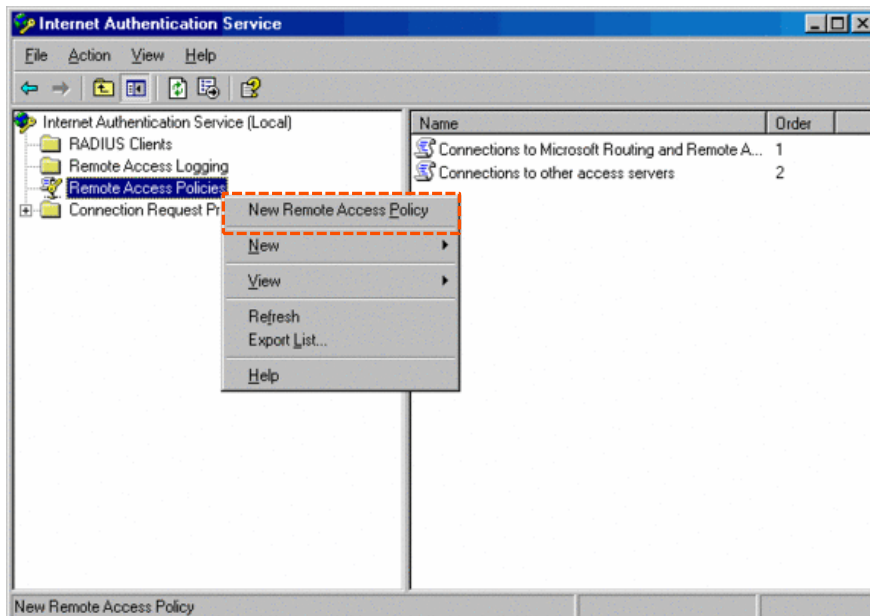 Internet Authentication Service
File Action View Help
Internet Authentication Service (Local)
RADIUS Clients
Remote Access Logging
Remote Access Policies
Connection Request Pr
Name Order
Connections to Microsoft Routing and Remote A... 1
Connections to other access servers 2
New Remote Access Policy
New
View
Refresh
Export List...
Help
New Remote Access Policy